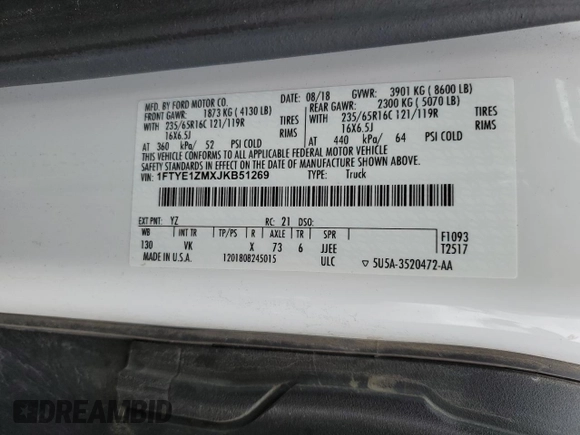 MFD. BY FORD MOTOR CO.
DATE: 08/18 GVWR: 3901 KG ( 8600 LB)
FRONT GAWR: 1873 KG ( 4130 LB)
REAR GAWR: 2300 KG ( 5070 LB)
WITH 235/65R16C 121/119R TIRES
235/65R16C 121/119R TIRES
16X6.5J RIMS
WITH 16X6.5J RIMS
AT 360 kPa/ 52 PSI COLD
AT 440 kPa/ 64 PSI COLD
THIS VEHICLE CONFORMS TO ALL APPLICABLE FEDERAL MOTOR VEHICLE
SAFETY STANDARDS IN EFFECT ON THE DATE OF MANUFACTURE SHOWN ABOVE.
VIN: 1FTYE1ZMXJKB51269 TYPE: Truck
EXT PNT: YZ RC: 21 DSO:
WB INT TR TP/PS R AXLE TR SPR
130 VK X 73 6 JJEE
F1093
T2517
MADE IN U.S.A. 1201808245015 ULC ▽ 5U5A-3520472-AA
DREAMBID